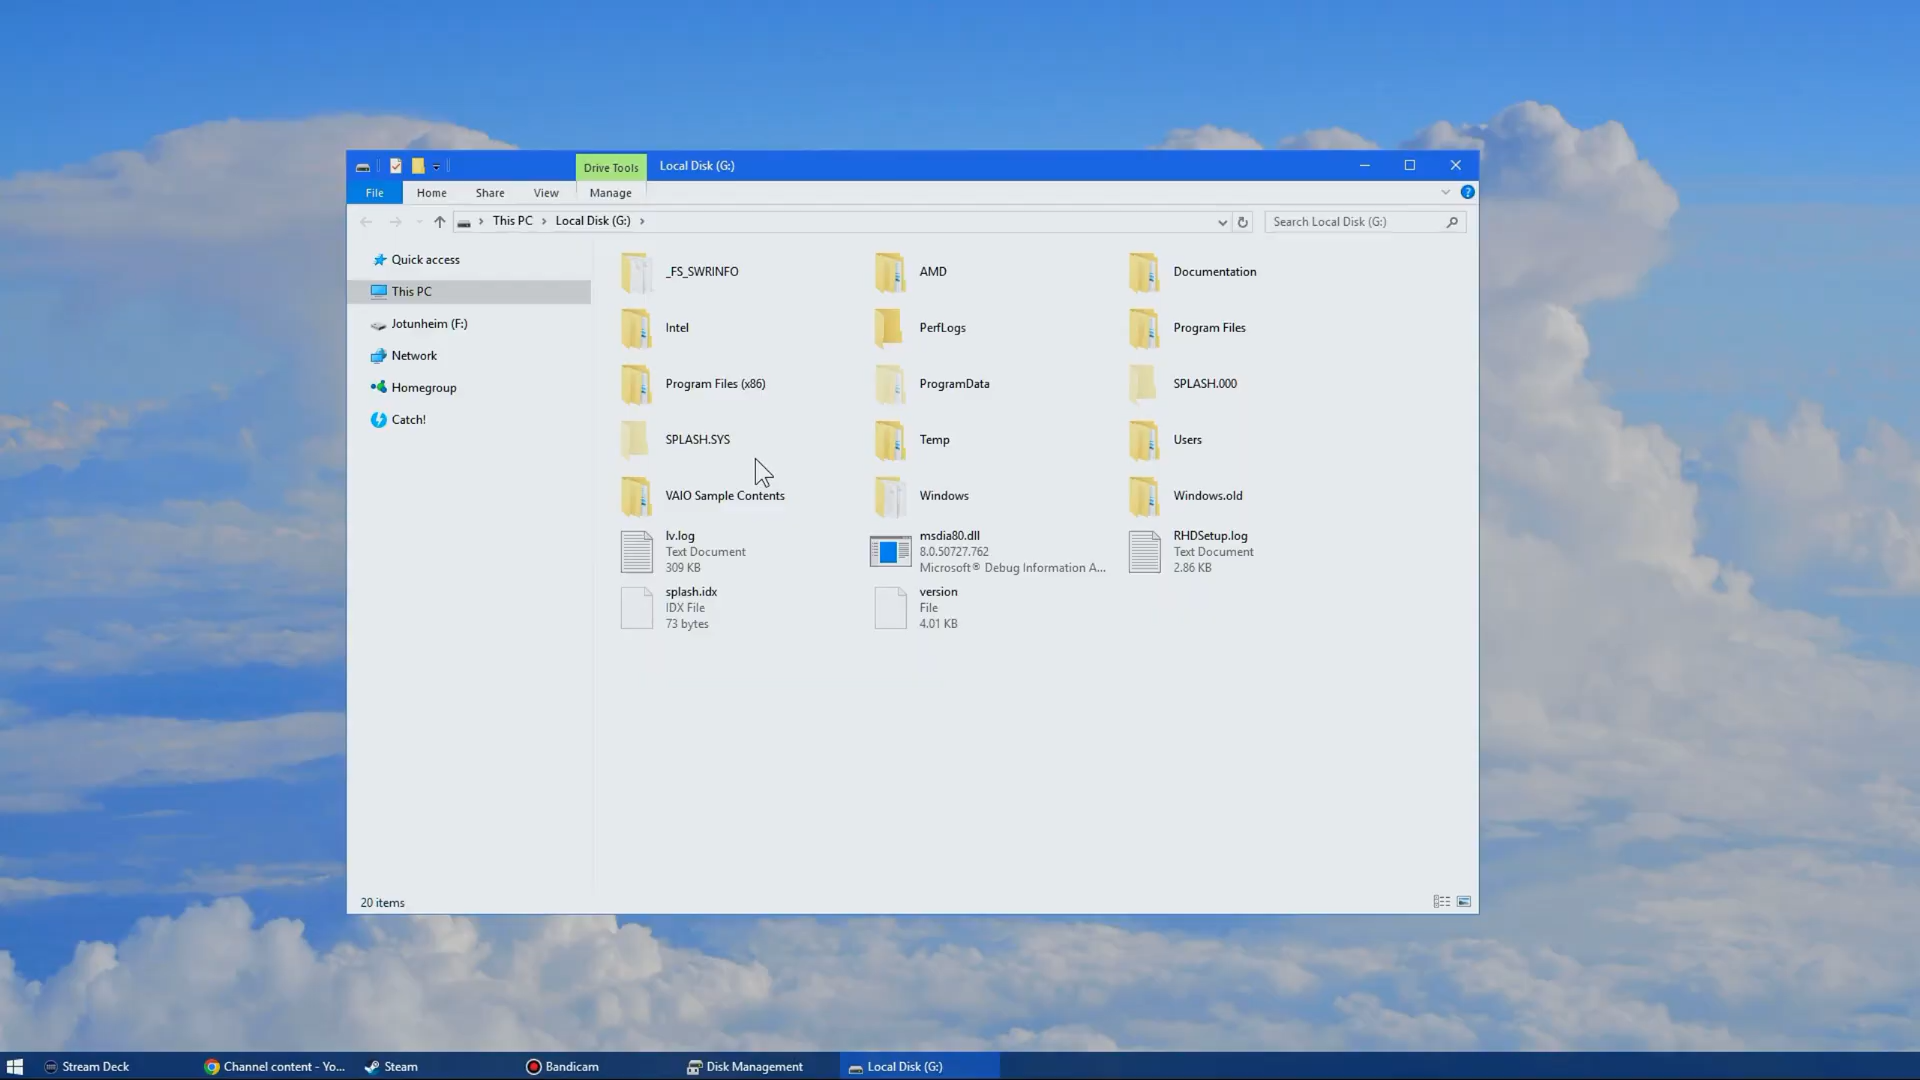 Drive Tools
Local Disk (G:)
File
Home
Share
View
Manage
?
This PC
Local Disk (G:)
Search Local Disk (G:)
Quick access
This PC
Jotunheim (F:)
Network
Homegroup
Catch!
_FS_SWRINFO
AMD
Documentation
Intel
PerfLogs
Program Files
Program Files (x86)
ProgramData
SPLASH.000
SPLASH.SYS
Temp
Users
VAIO Sample Contents
Windows
Windows.old
lv.log
Text Document
309 KB
msdia80.dll
8.0.50727.762
Microsoft® Debug Information A...
RHDSetup.log
Text Document
2.86 KB
splash.idx
IDX File
73 bytes
version
File
4.01 KB
20 items
Stream Deck
Channel content - Yo...
Steam
Bandicam
Disk Management
Local Disk (G:)